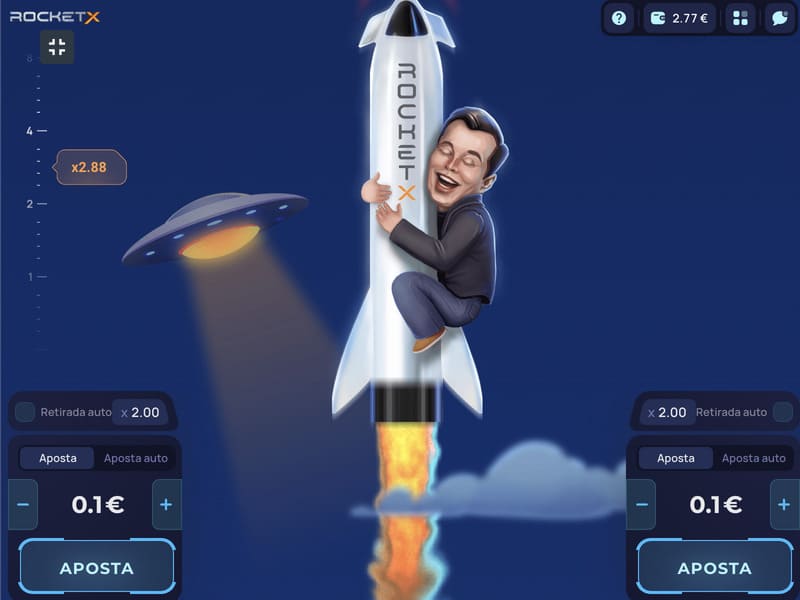 ROCKETX
2.77 €
8
4
x2.88
2
1
ROCKETX
Retirada auto x 2.00
x 2.00 Retirada auto
Aposta Aposta auto
Aposta Aposta auto
− 0.1 € +
− 0.1 € +
APOSTA
APOSTA